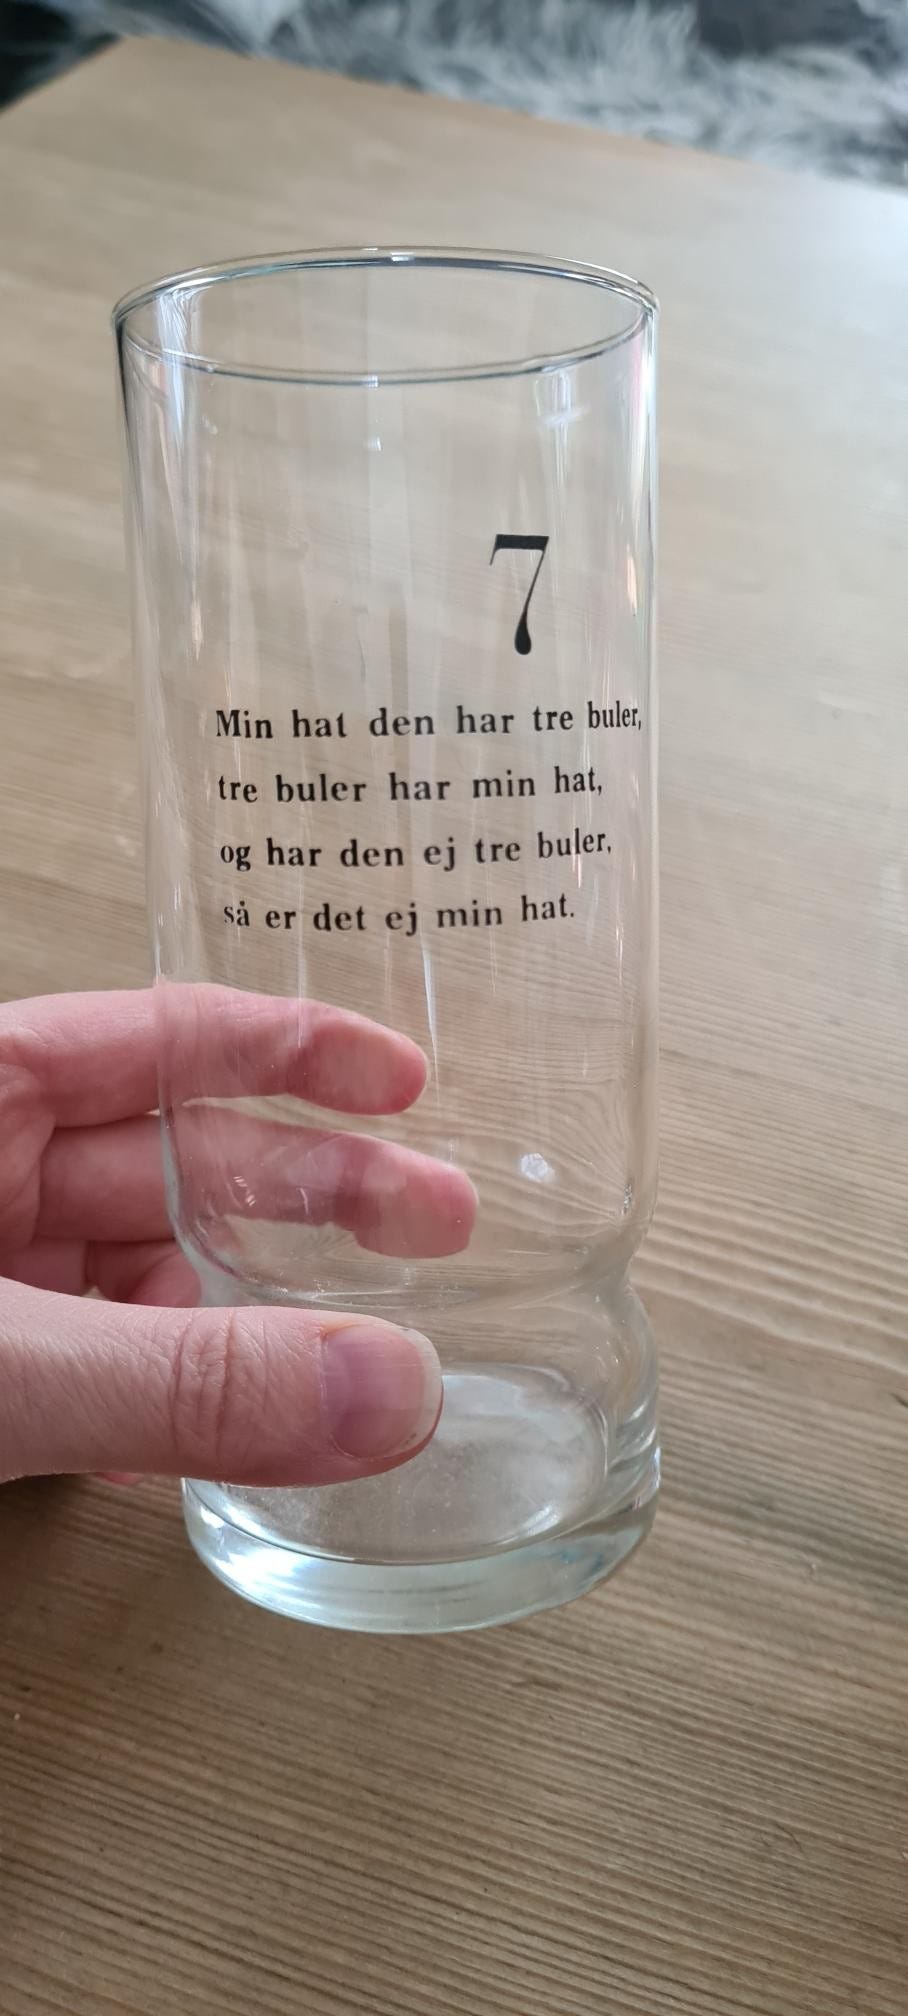 7
Min hat den har tre buler,
tre buler har min hat,
og har den ej tre buler,
så er det ej min hat.